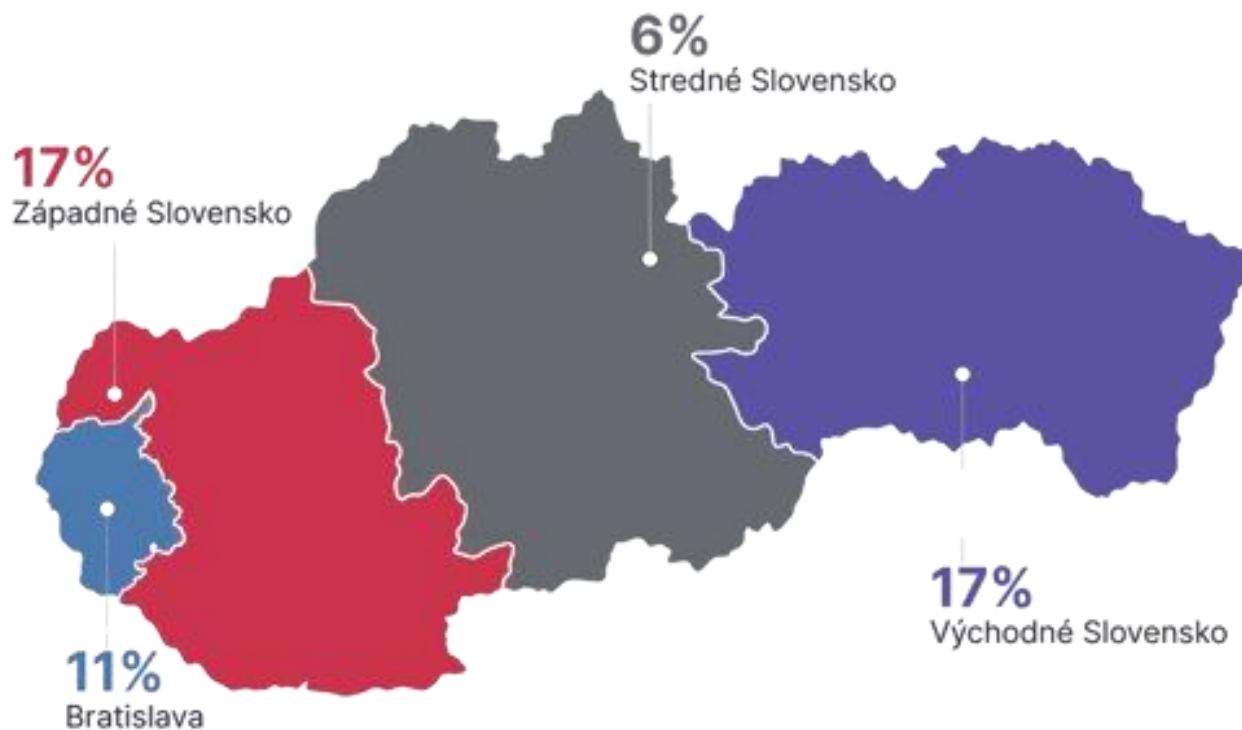 6%
Stredné Slovensko
17%
Západné Slovensko
17%
Východné Slovensko
11%
Bratislava